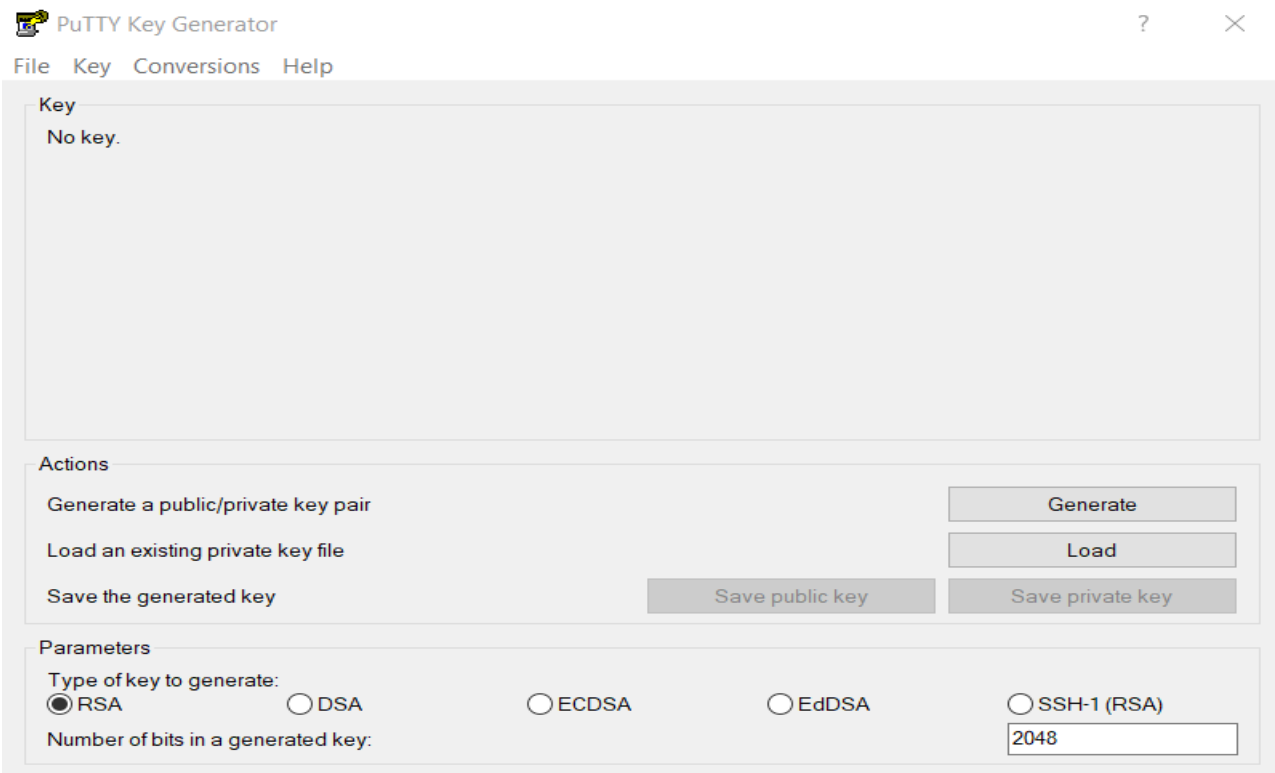 PuTTY Key Generator ?
File Key Conversions Help
Key
No key.
Actions
Generate a public/private key pair Generate
Load an existing private key file Load
Save the generated key Save public key Save private key
Parameters
Type of key to generate:
RSA DSA ECDSA EdDSA SSH-1 (RSA)
Number of bits in a generated key: 2048